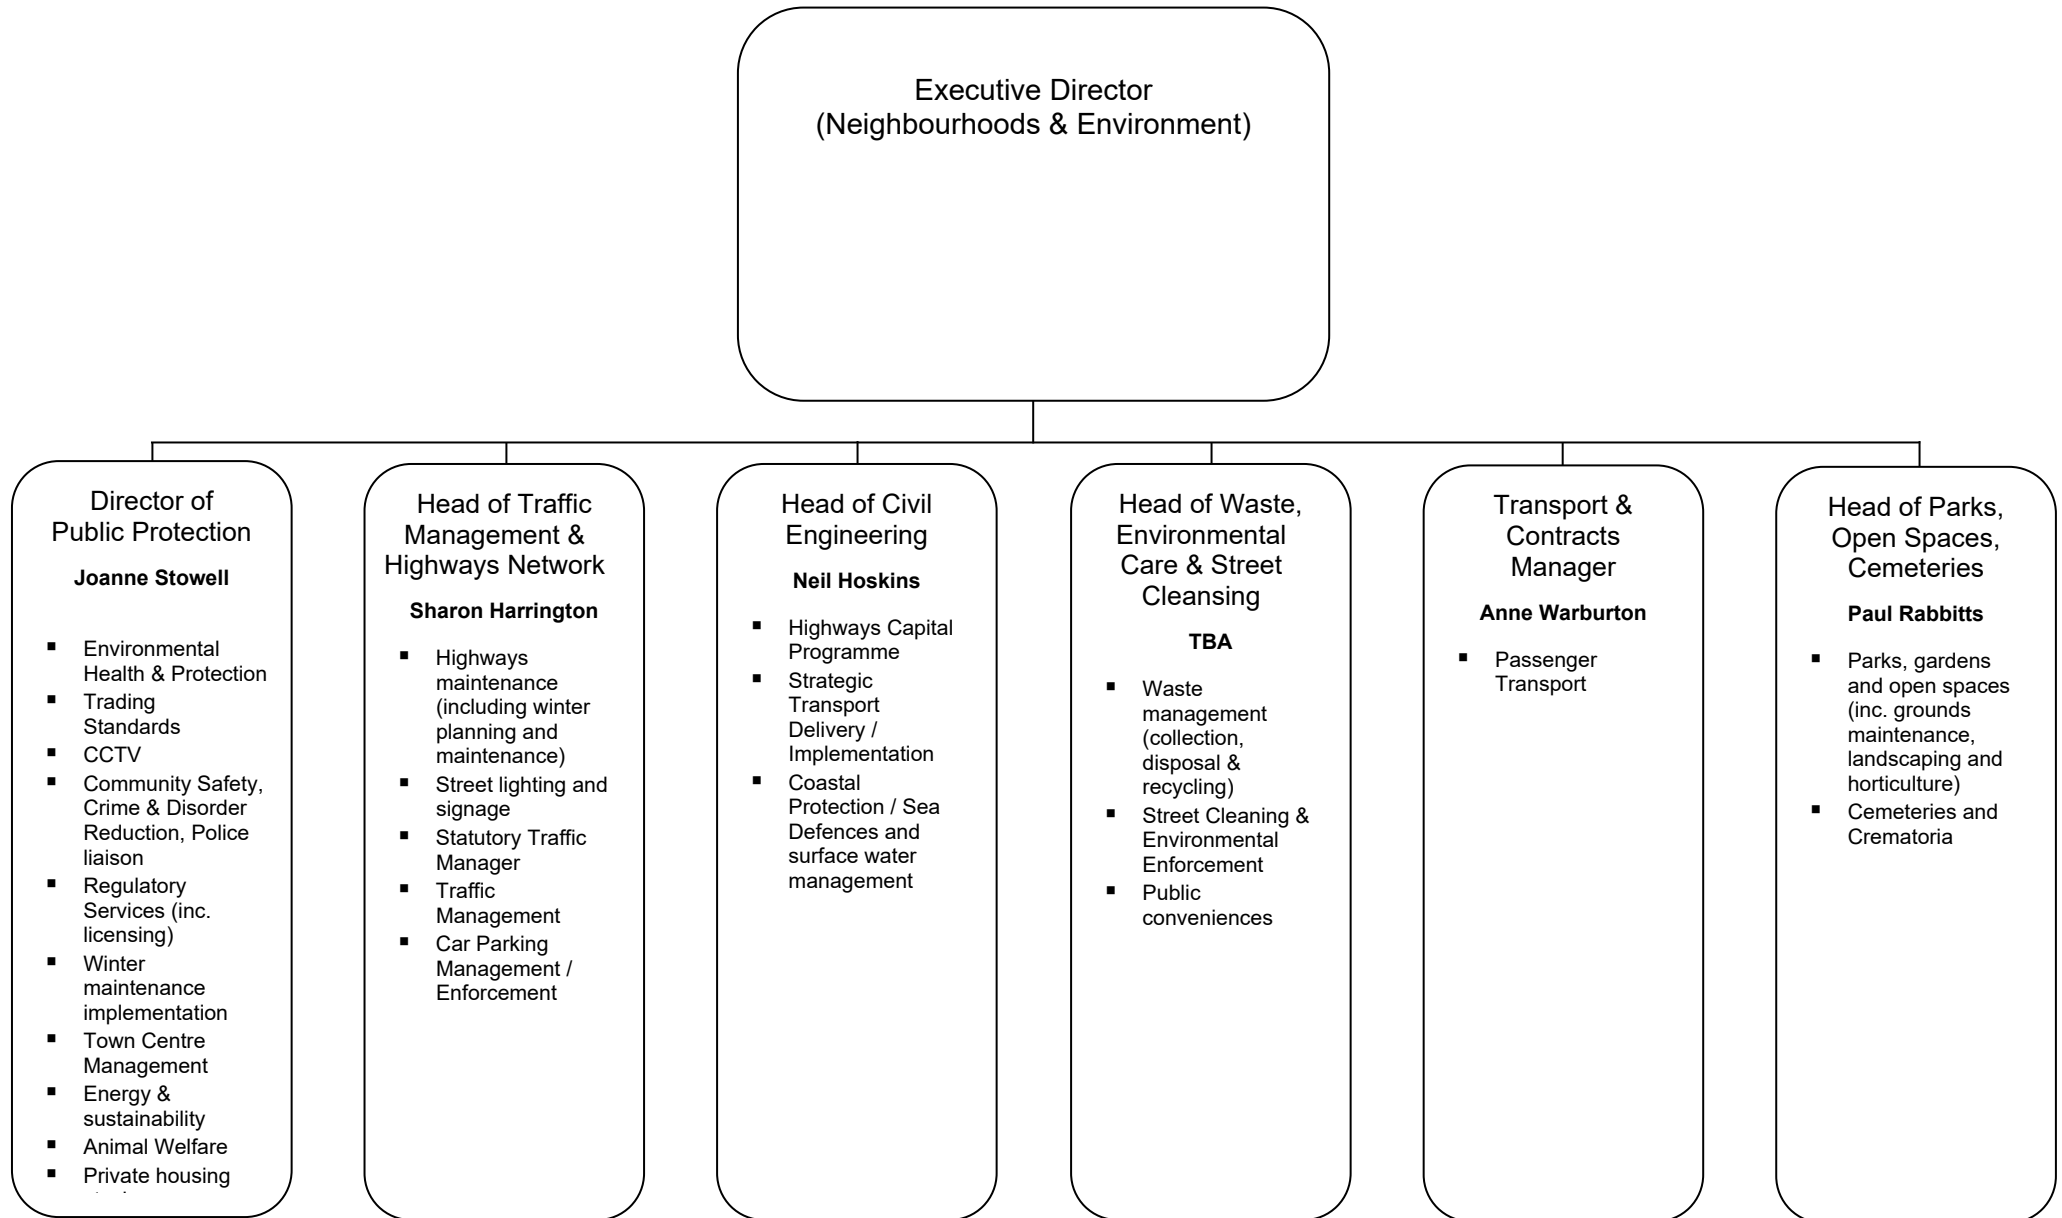 Executive Director
(Neighbourhoods & Environment)
Director of
Public Protection
Joanne Stowell
▪ Environmental
Health & Protection
▪ Trading
Standards
▪ CCTV
▪ Community Safety,
Crime & Disorder
Reduction, Police
liaison
▪ Regulatory
Services (inc.
licensing)
▪ Winter
maintenance
implementation
▪ Town Centre
Management
▪ Energy &
sustainability
▪ Animal Welfare
▪ Private housing
Head of Traffic
Management &
Highways Network
Sharon Harrington
▪ Highways
maintenance
(including winter
planning and
maintenance)
▪ Street lighting and
signage
▪ Statutory Traffic
Manager
▪ Traffic
Management
▪ Car Parking
Management /
Enforcement
Head of Civil
Engineering
Neil Hoskins
▪ Highways Capital
Programme
▪ Strategic
Transport
Delivery /
Implementation
▪ Coastal
Protection / Sea
Defences and
surface water
management
Head of Waste,
Environmental
Care & Street
Cleansing
TBA
▪ Waste
management
(collection,
disposal &
recycling)
▪ Street Cleaning &
Environmental
Enforcement
▪ Public
conveniences
Transport &
Contracts
Manager
Anne Warburton
▪ Passenger
Transport
Head of Parks,
Open Spaces,
Cemeteries
Paul Rabbitts
▪ Parks, gardens
and open spaces
(inc. grounds
maintenance,
landscaping and
horticulture)
▪ Cemeteries and
Crematoria